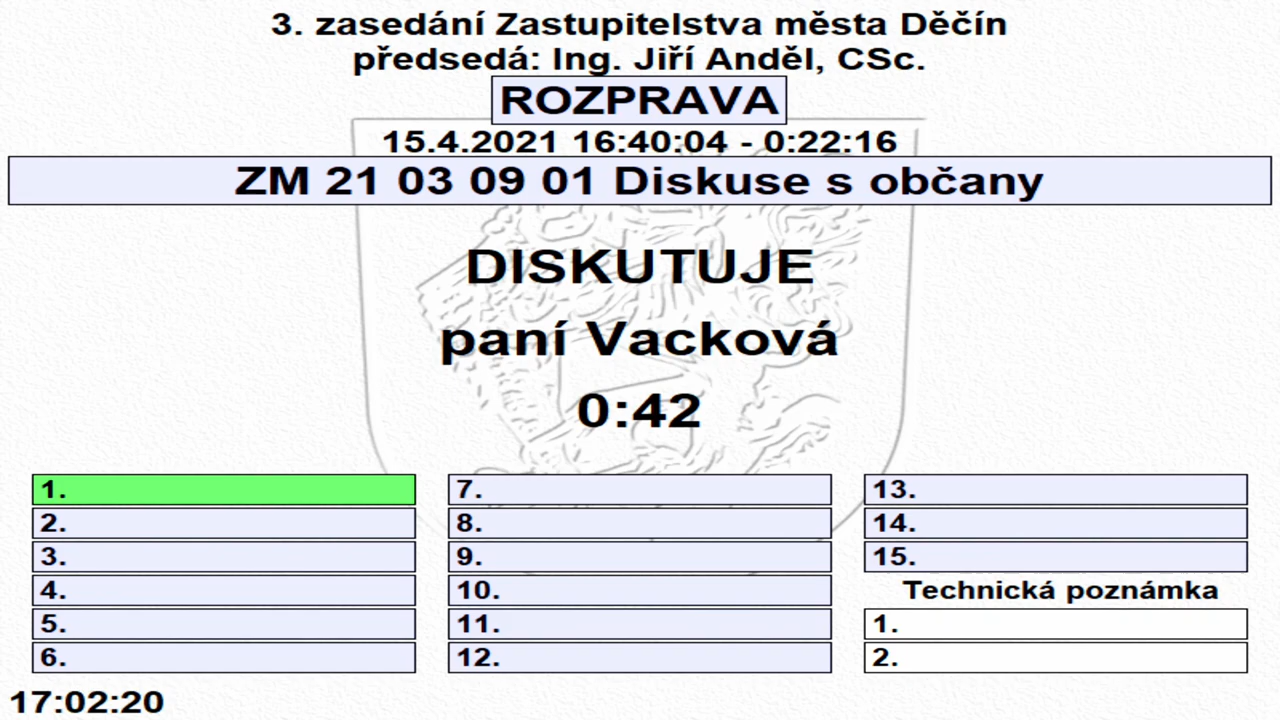 3. zasedání Zastupitelstva města Děčín
předsedá: Ing. Jiří Anděl, CSc.
ROZPRAVA
15.4.2021 16:40:04 - 0:22:16
ZM 21 03 09 01 Diskuse s občany
DISKUTUJE
paní Vacková
0:42
1.
2.
3.
4.
5.
6.
7.
8.
9.
10.
11.
12.
13.
14.
15.
Technická poznámka
1.
2.
17:02:20